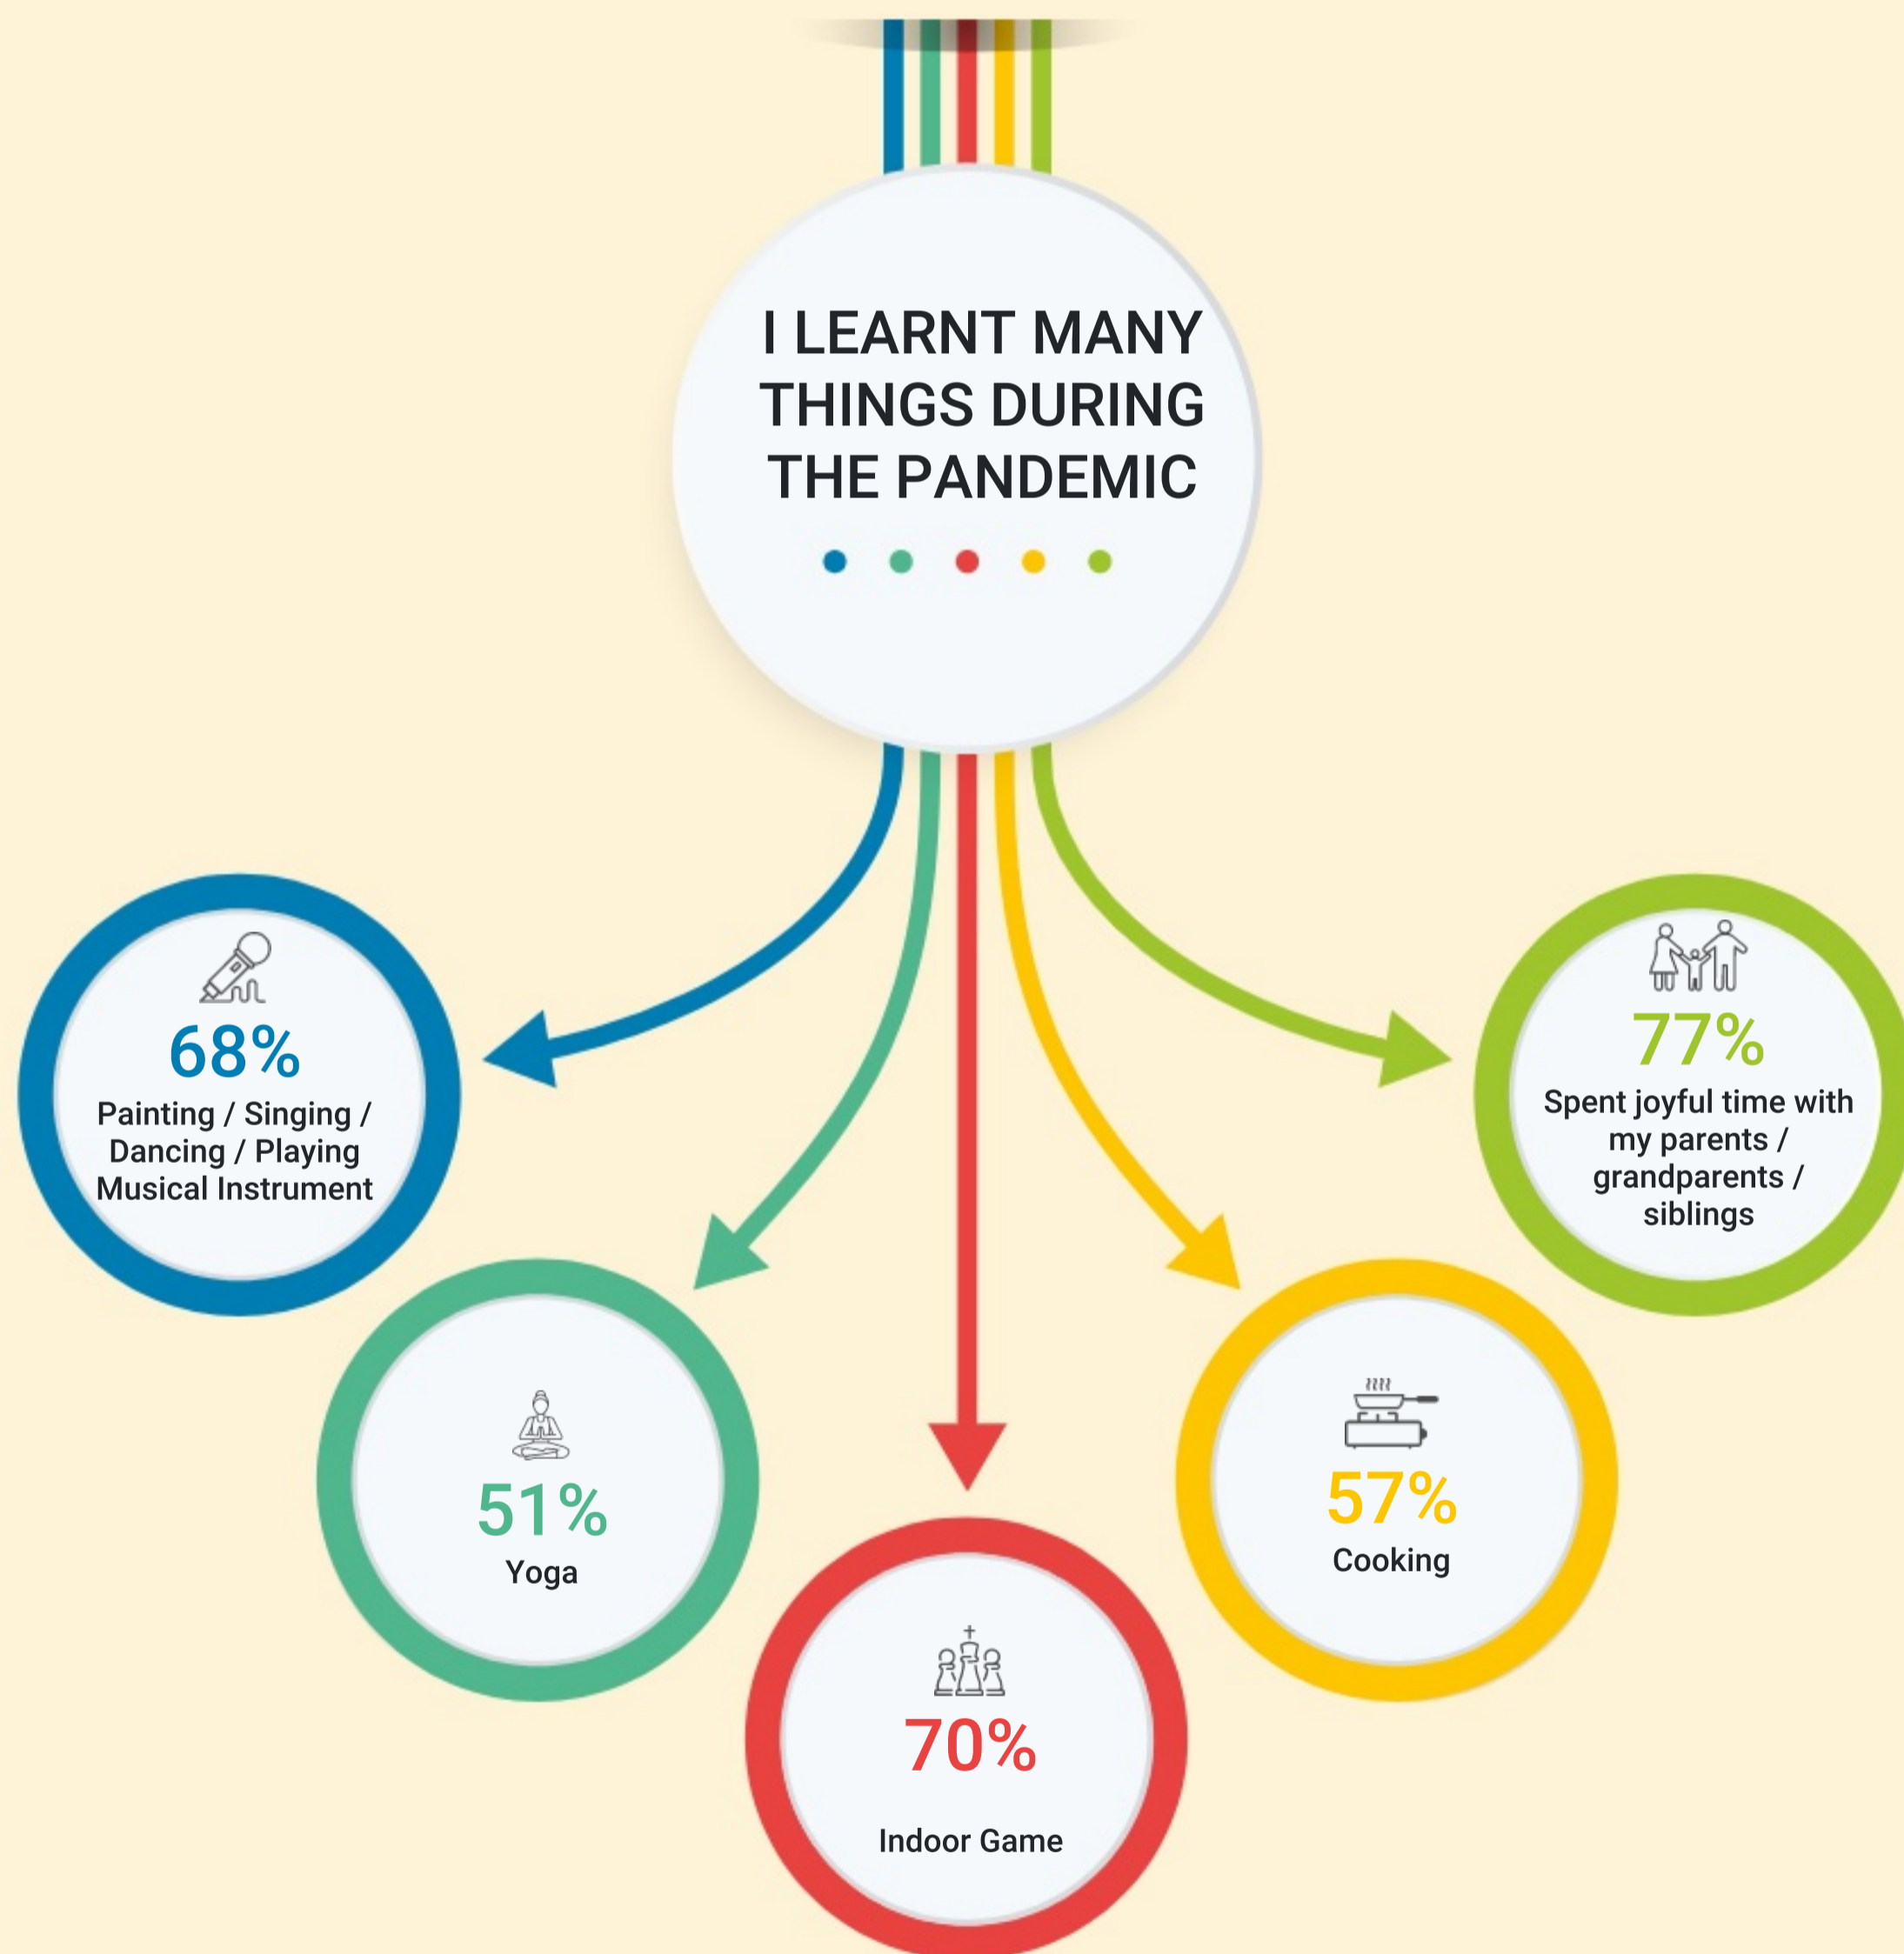 I LEARNT MANY
THINGS DURING
THE PANDEMIC
68%
Painting / Singing /
Dancing / Playing
Musical Instrument
77%
Spent joyful time with
my parents /
grandparents /
siblings
51%
Yoga
57%
Cooking
70%
Indoor Game